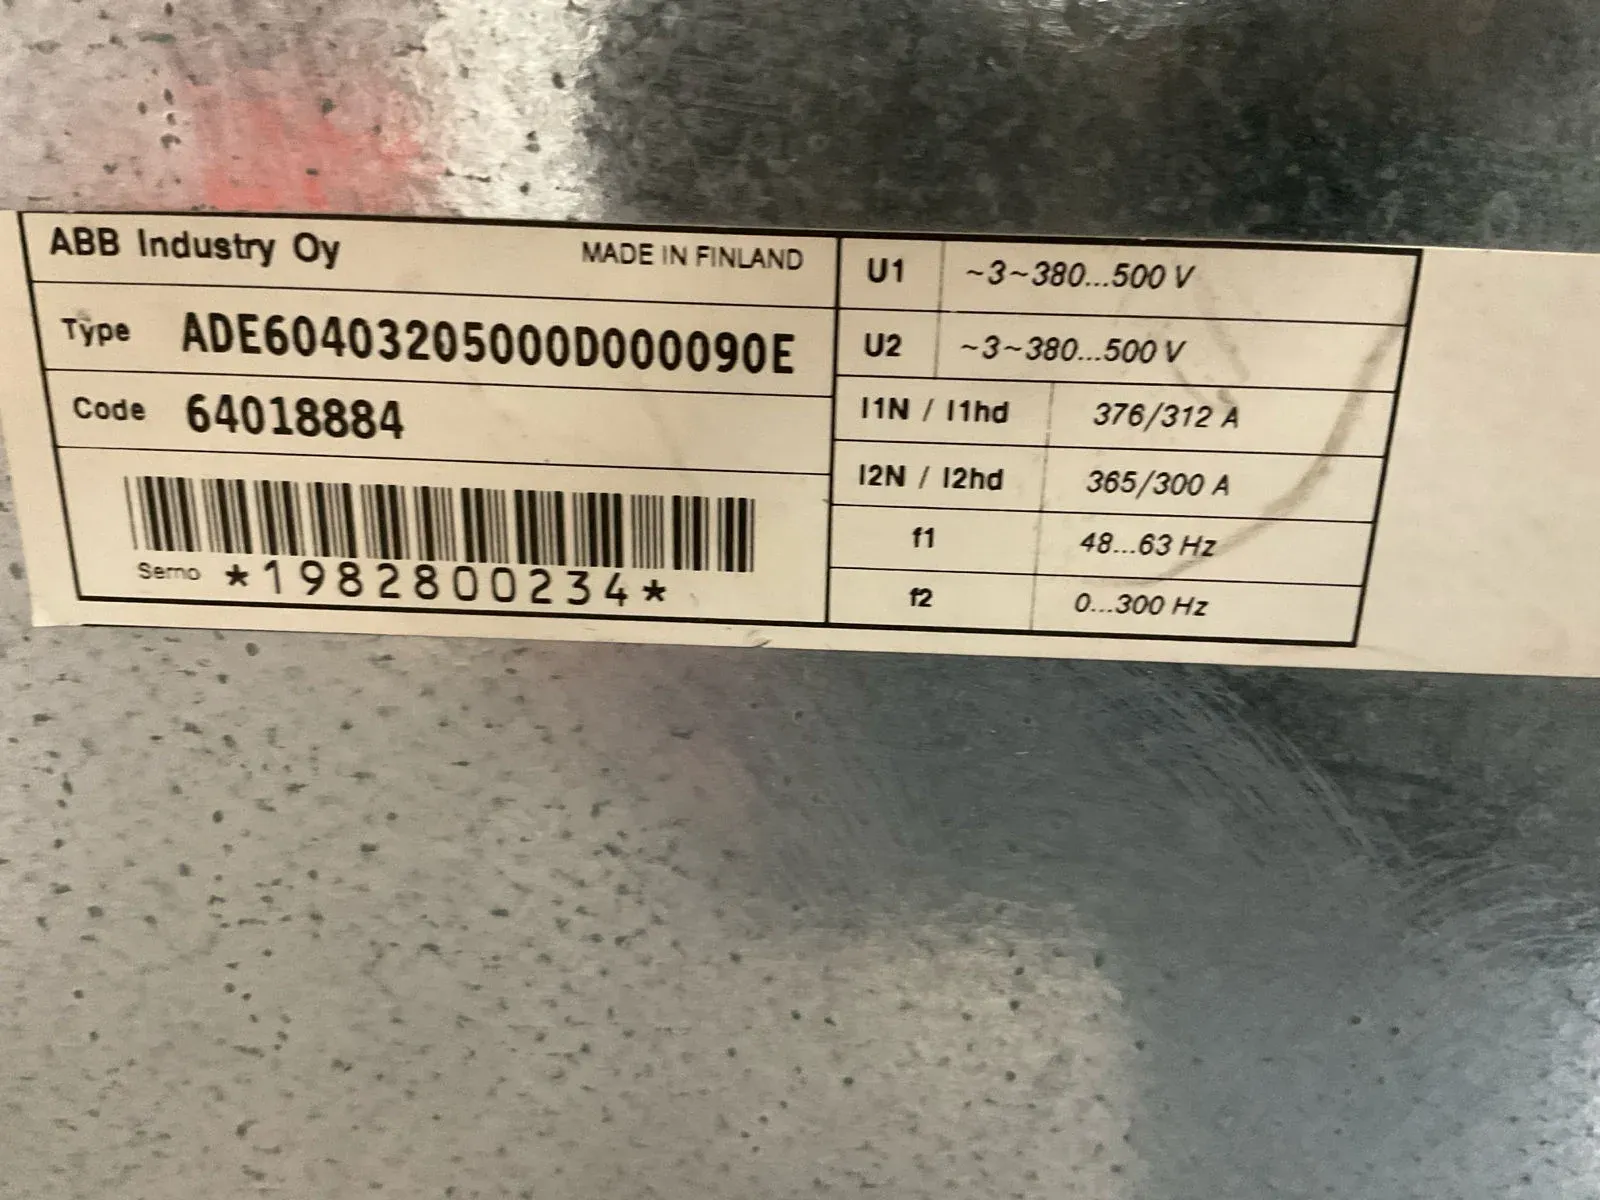 ABB Industry Oy MADE IN FINLAND
Type ADE60403205000D000090E
Code 64018884
Serno *1982800234*
U1 ~3~380...500 V
U2 ~3~380...500 V
I1N / I1hd 376/312 A
I2N / I2hd 365/300 A
f1 48...63 Hz
f2 0...300 Hz